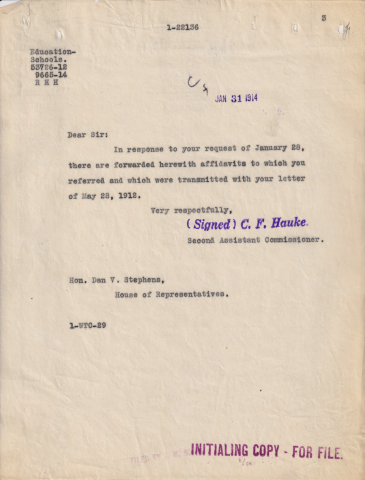 3
1-22136
Education-
Schools.
53726-12
9665-14
R H H
JAN 31 1914
Dear Sir:
In response to your request of January 28,
there are forwarded herewith affidavits to which you
referred and which were transmitted with your letter
of May 28, 1912.
Very respectfully,
(Signed) C. F. Hauke.
Second Assistant Commissioner.
Hon. Dan V. Stephens,
House of Representatives.
1-WTC-29
INITIALING COPY - FOR FILE.